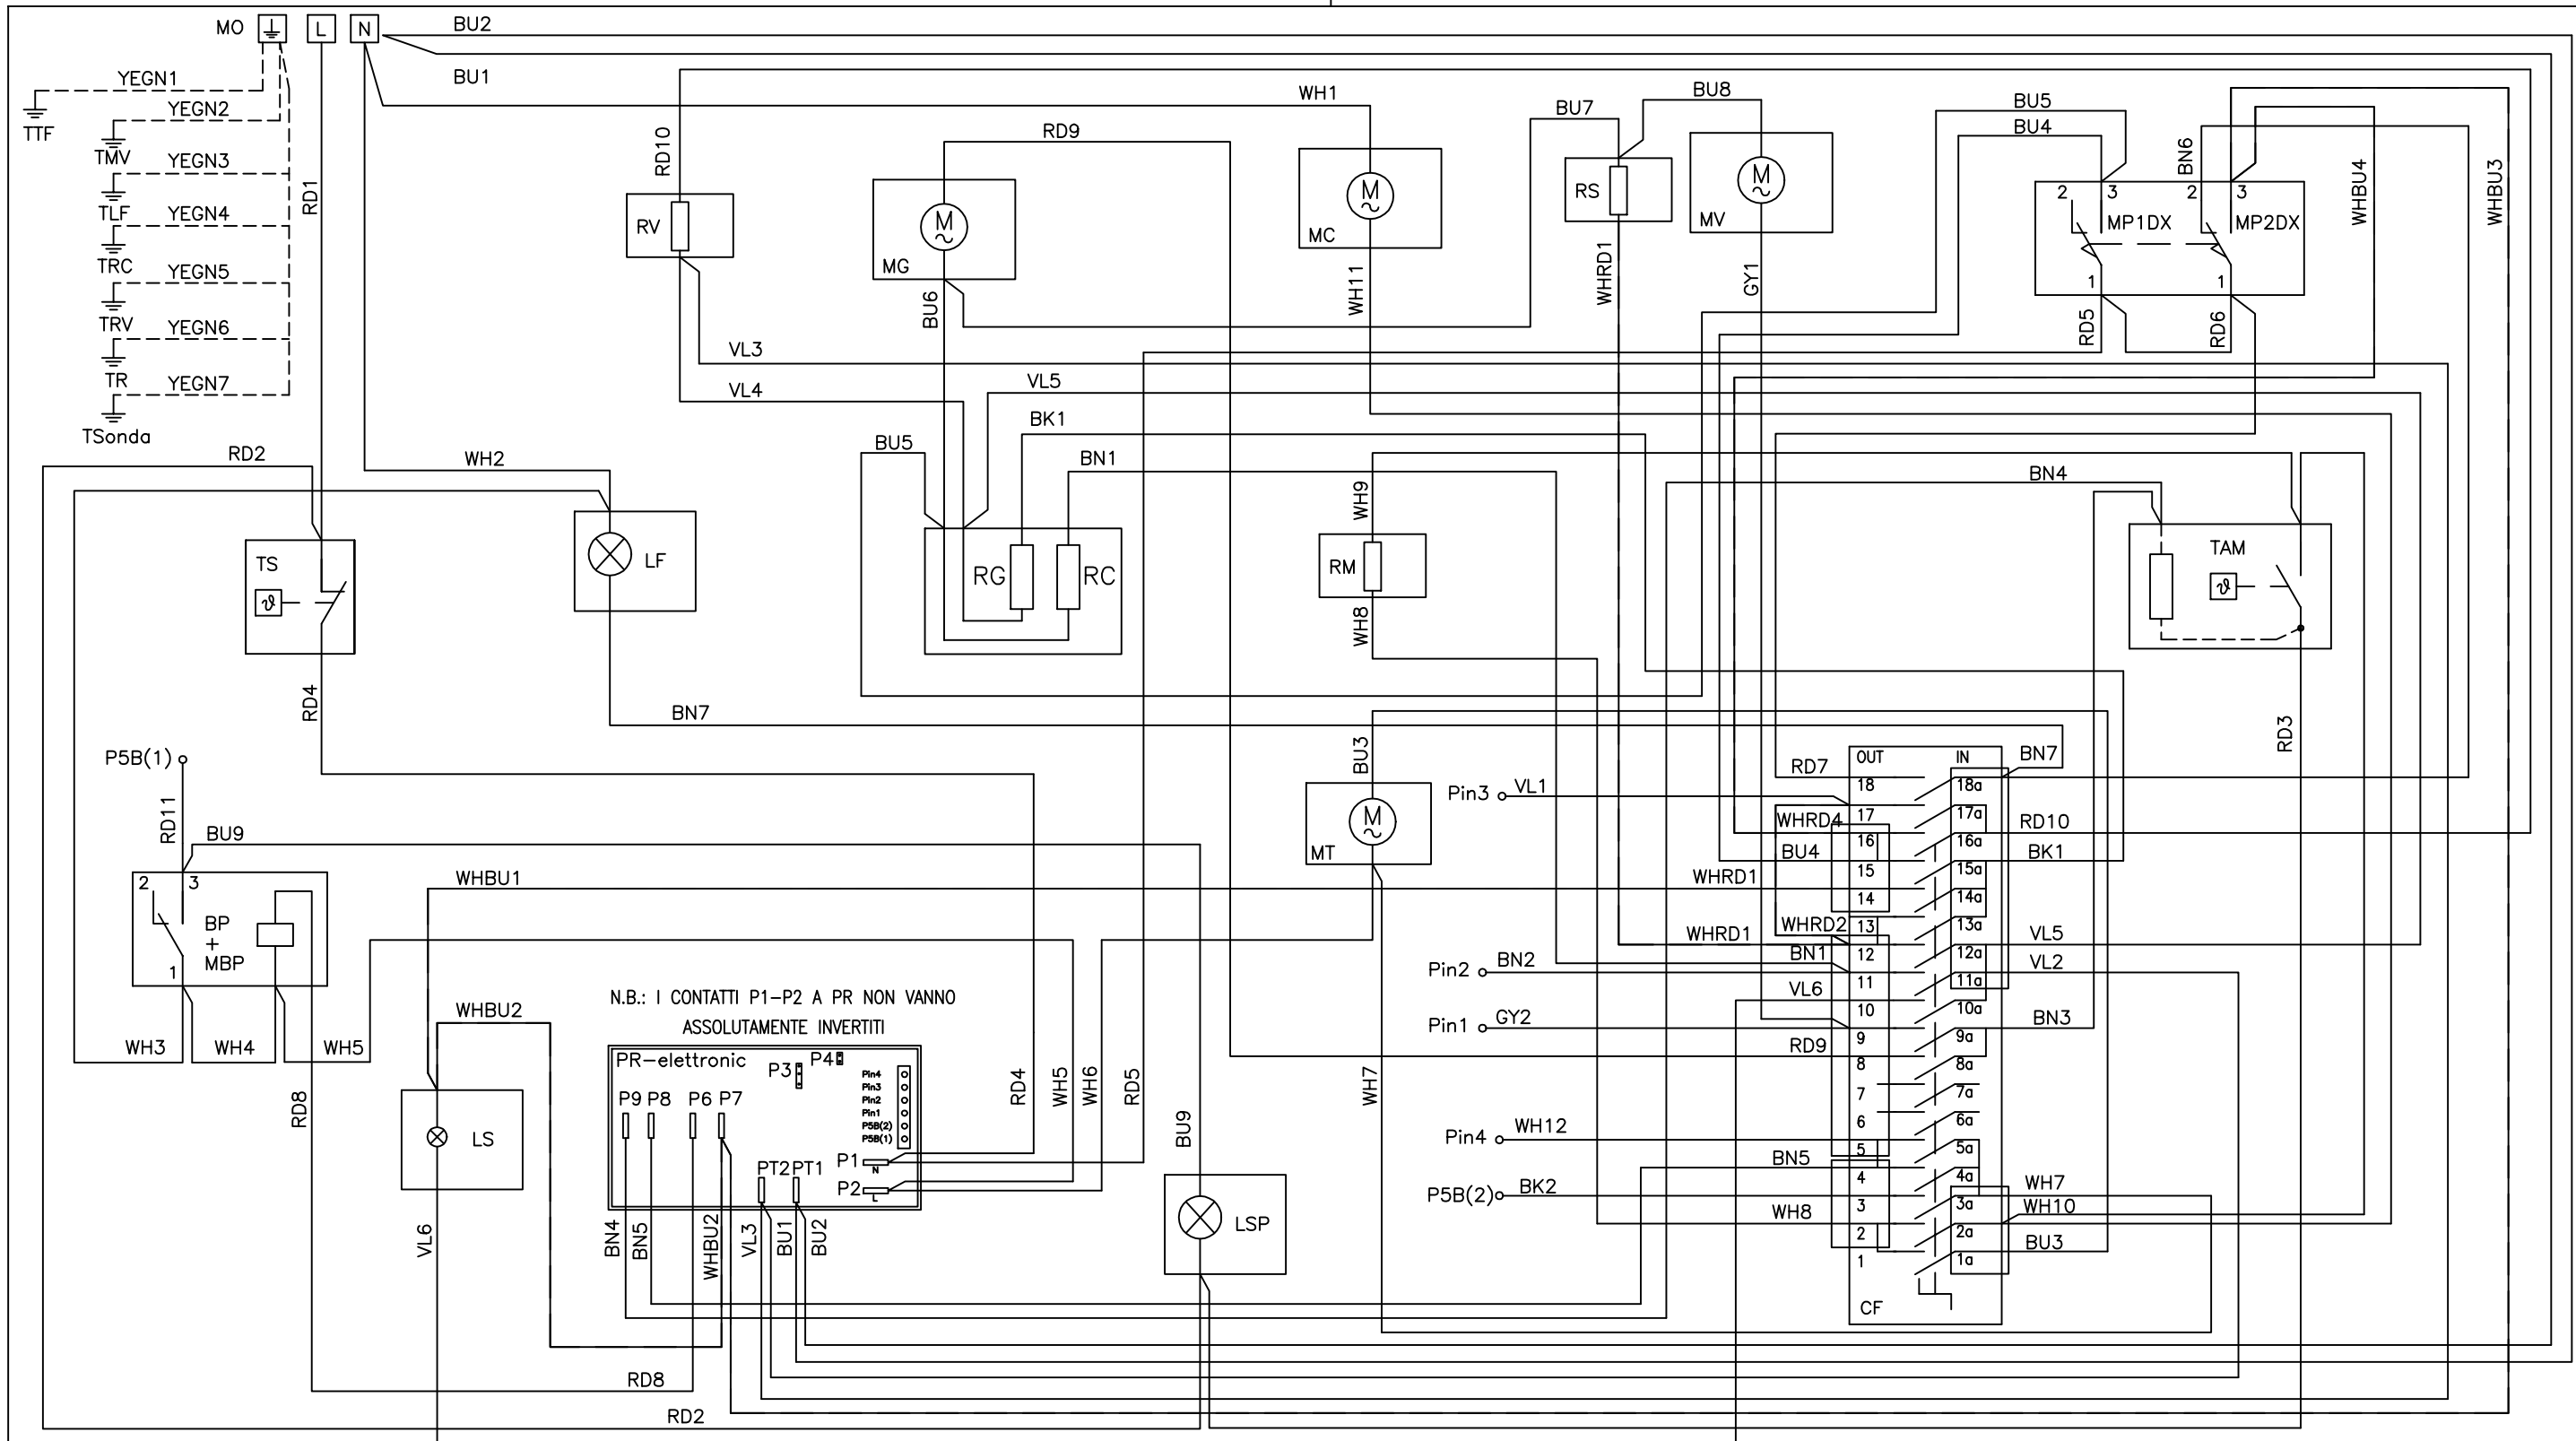 MO
L
N
BU2
BU1
YEGN1
TTF
YEGN2
TMV
YEGN3
TLF
YEGN4
TRC
YEGN5
TRV
YEGN6
TR
YEGN7
TSonda
RD1
RD10
RV
RD9
M
MG
BU6
WH1
M
MC
WH11
BU7
RS
WHRD1
BU8
M
MV
GY1
BU5
BU4
BN6
2
3
2
3
MP1DX
MP2DX
1
1
RD5
RD6
WHBU4
WHBU3
VL3
VL4
VL5
BK1
BU5
BN1
RG
RC
RD2
WH2
TS
ϑ
LF
RD4
WH9
RM
WH8
BN4
TAM
ϑ
RD3
BN7
P5B(1)
RD11
BU9
2
3
BP
+
MBP
1
WH3
WH4
WH5
RD8
WHBU1
WHBU2
LS
VL6
N.B.: I CONTATTI P1-P2 A PR NON VANNO
ASSOLUTAMENTE INVERTITI
PR-elettronic
P3
P4
Pin4
Pin3
Pin2
Pin1
P5B(2)
P5B(1)
P9
P8
P6
P7
PT2
PT1
P1
N
P2
L
BN4
BN5
WHBU2
VL3
BU1
BU2
RD8
RD2
RD4
WH5
WH6
RD5
BU9
LSP
BU3
M
MT
WH7
Pin3
VL1
Pin2
BN2
Pin1
GY2
Pin4
WH12
P5B(2)
BK2
RD7
WHRD4
BU4
WHRD1
WHRD2
WHRD1
BN1
VL6
RD9
BN5
WH8
OUT
IN
18
18a
17
17a
16
16a
15
15a
14
14a
13
13a
12
12a
11
11a
10
10a
9
9a
8
8a
7
7a
6
6a
5
5a
4
4a
3
3a
2
2a
1
1a
CF
BN7
RD10
BK1
VL5
VL2
BN3
WH7
WH10
BU3